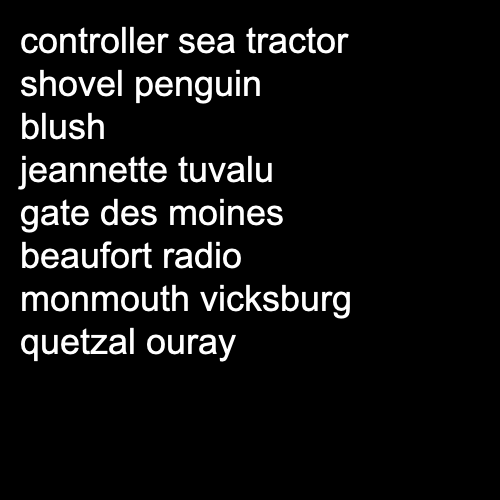 controller sea tractor
shovel penguin
blush
jeannette tuvalu
gate des moines
beaufort radio
monmouth vicksburg
quetzal ouray